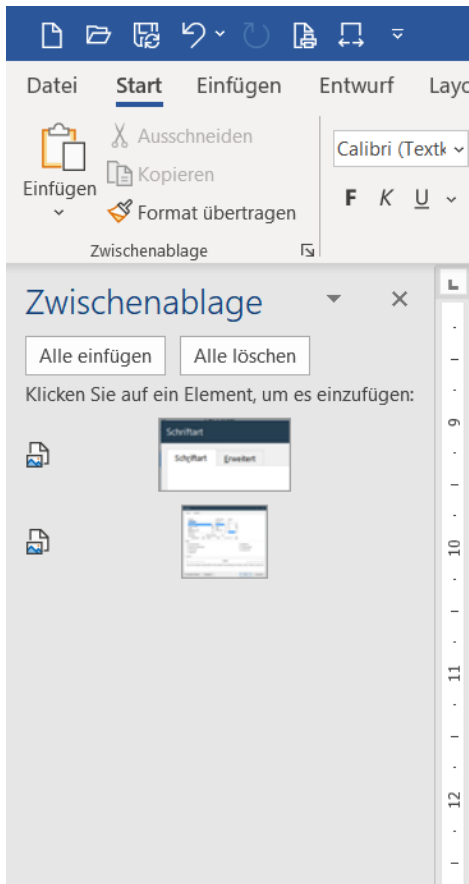 Datei Start Einfügen Entwurf Layo
Einfügen
Ausschneiden
Kopieren
Format übertragen
Calibri (Textk
F K U
Zwischenablage
Zwischenablage
Alle einfügen Alle löschen
Klicken Sie auf ein Element, um es einzufügen:
Schriftart
Schriftart Erweitert
L
9
10
11
12